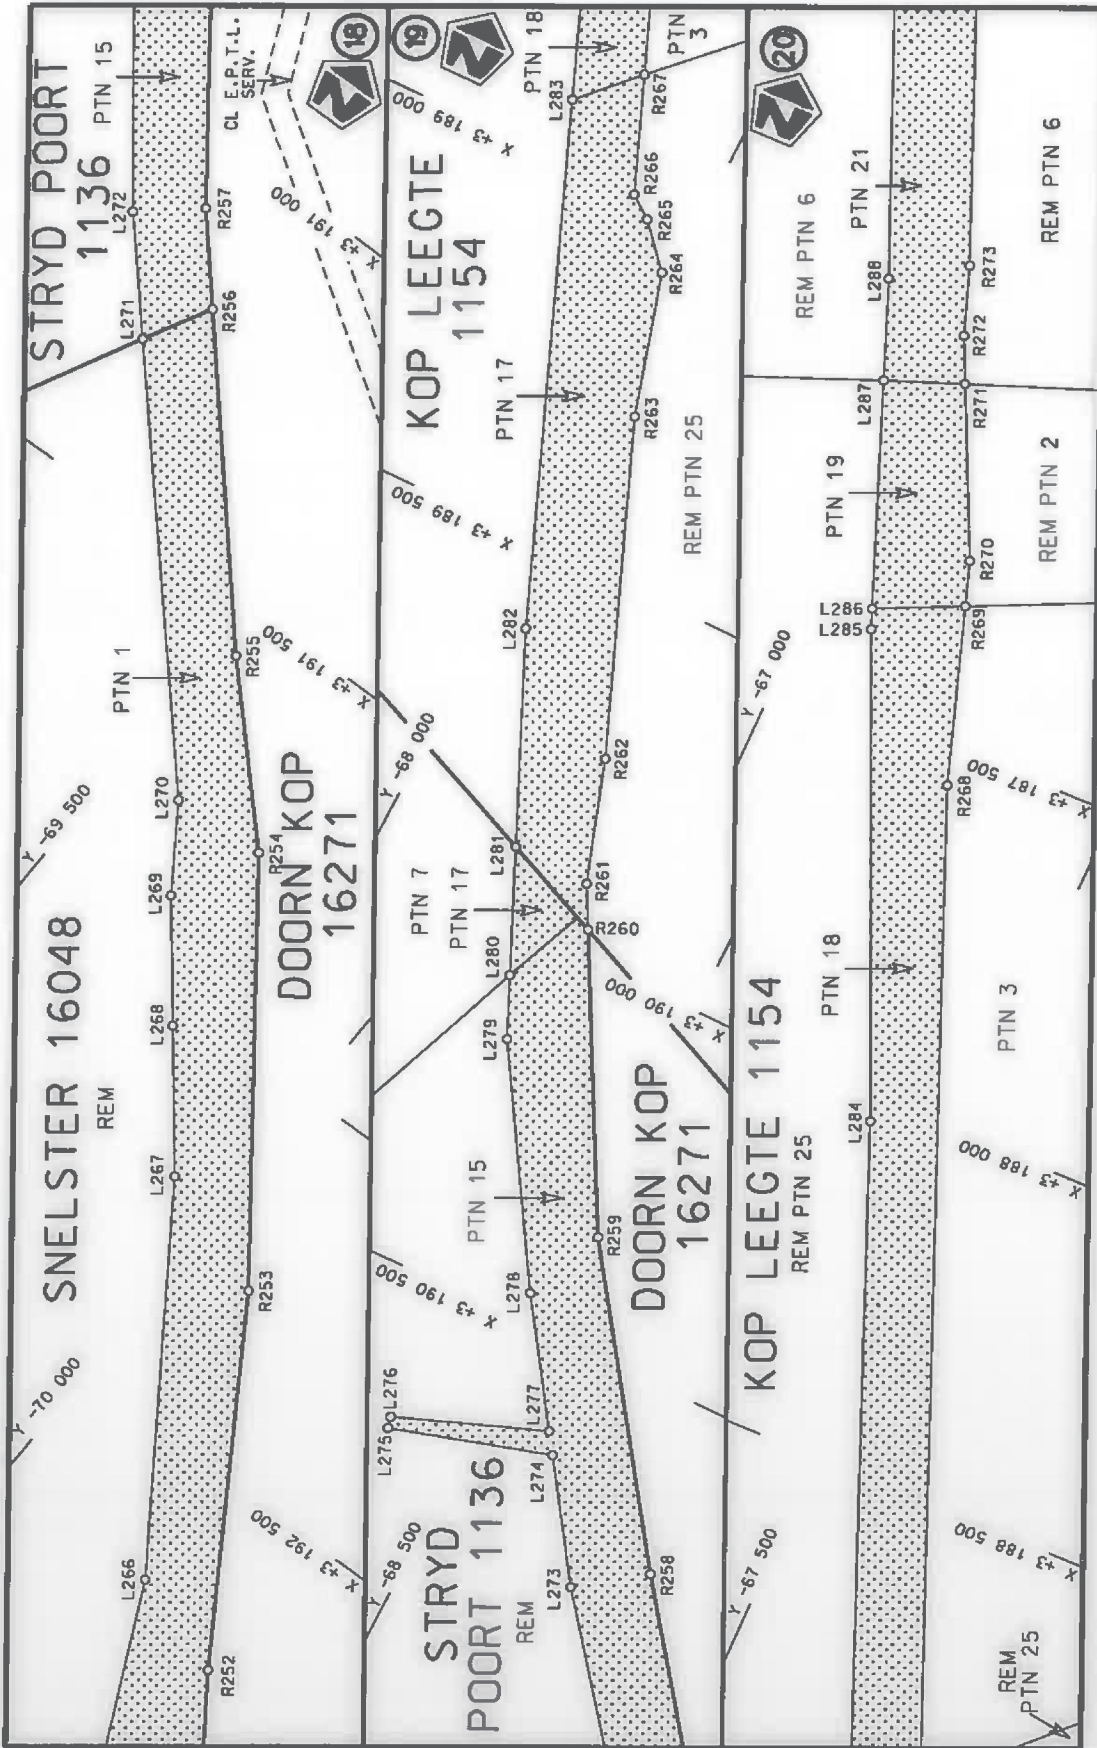 SNELSTER 16048
REM
Y -70 000
Y -69 500
STRYD POORT
1136
PTN 15
PTN 1
L266
L267
L268
L269
L270
L271
L272
R252
R253
R254
R255
R256
R257
DOORN KOP
16271
X +3 192 500
X +3 191 500
X +3 191 000
CL E.P.T.L.
SERV.
N
18
Y -68 500
Y -68 000
STRYD
POORT 1136
REM
L273
L274
L275
L276
L277
L278
L279
L280
L281
L282
L283
X +3 190 500
PTN 15
PTN 7
PTN 17
X +3 189 500
KOP LEEGTE
1154
PTN 17
X +3 189 000
PTN 18
PTN
3
N
19
R258
R259
R260
R261
R262
R263
R264
R265
R266
R267
DOORN KOP
16271
X +3 190 000
REM PTN 25
Y -67 500
Y -67 000
KOP LEEGTE 1154
REM PTN 25
PTN 18
PTN 19
REM PTN 6
PTN 21
N
20
L284
L285
L286
L287
L288
R268
R269
R270
R271
R272
R273
REM
PTN 25
X +3 188 500
X +3 188 000
PTN 3
X +3 187 500
REM PTN 2
REM PTN 6